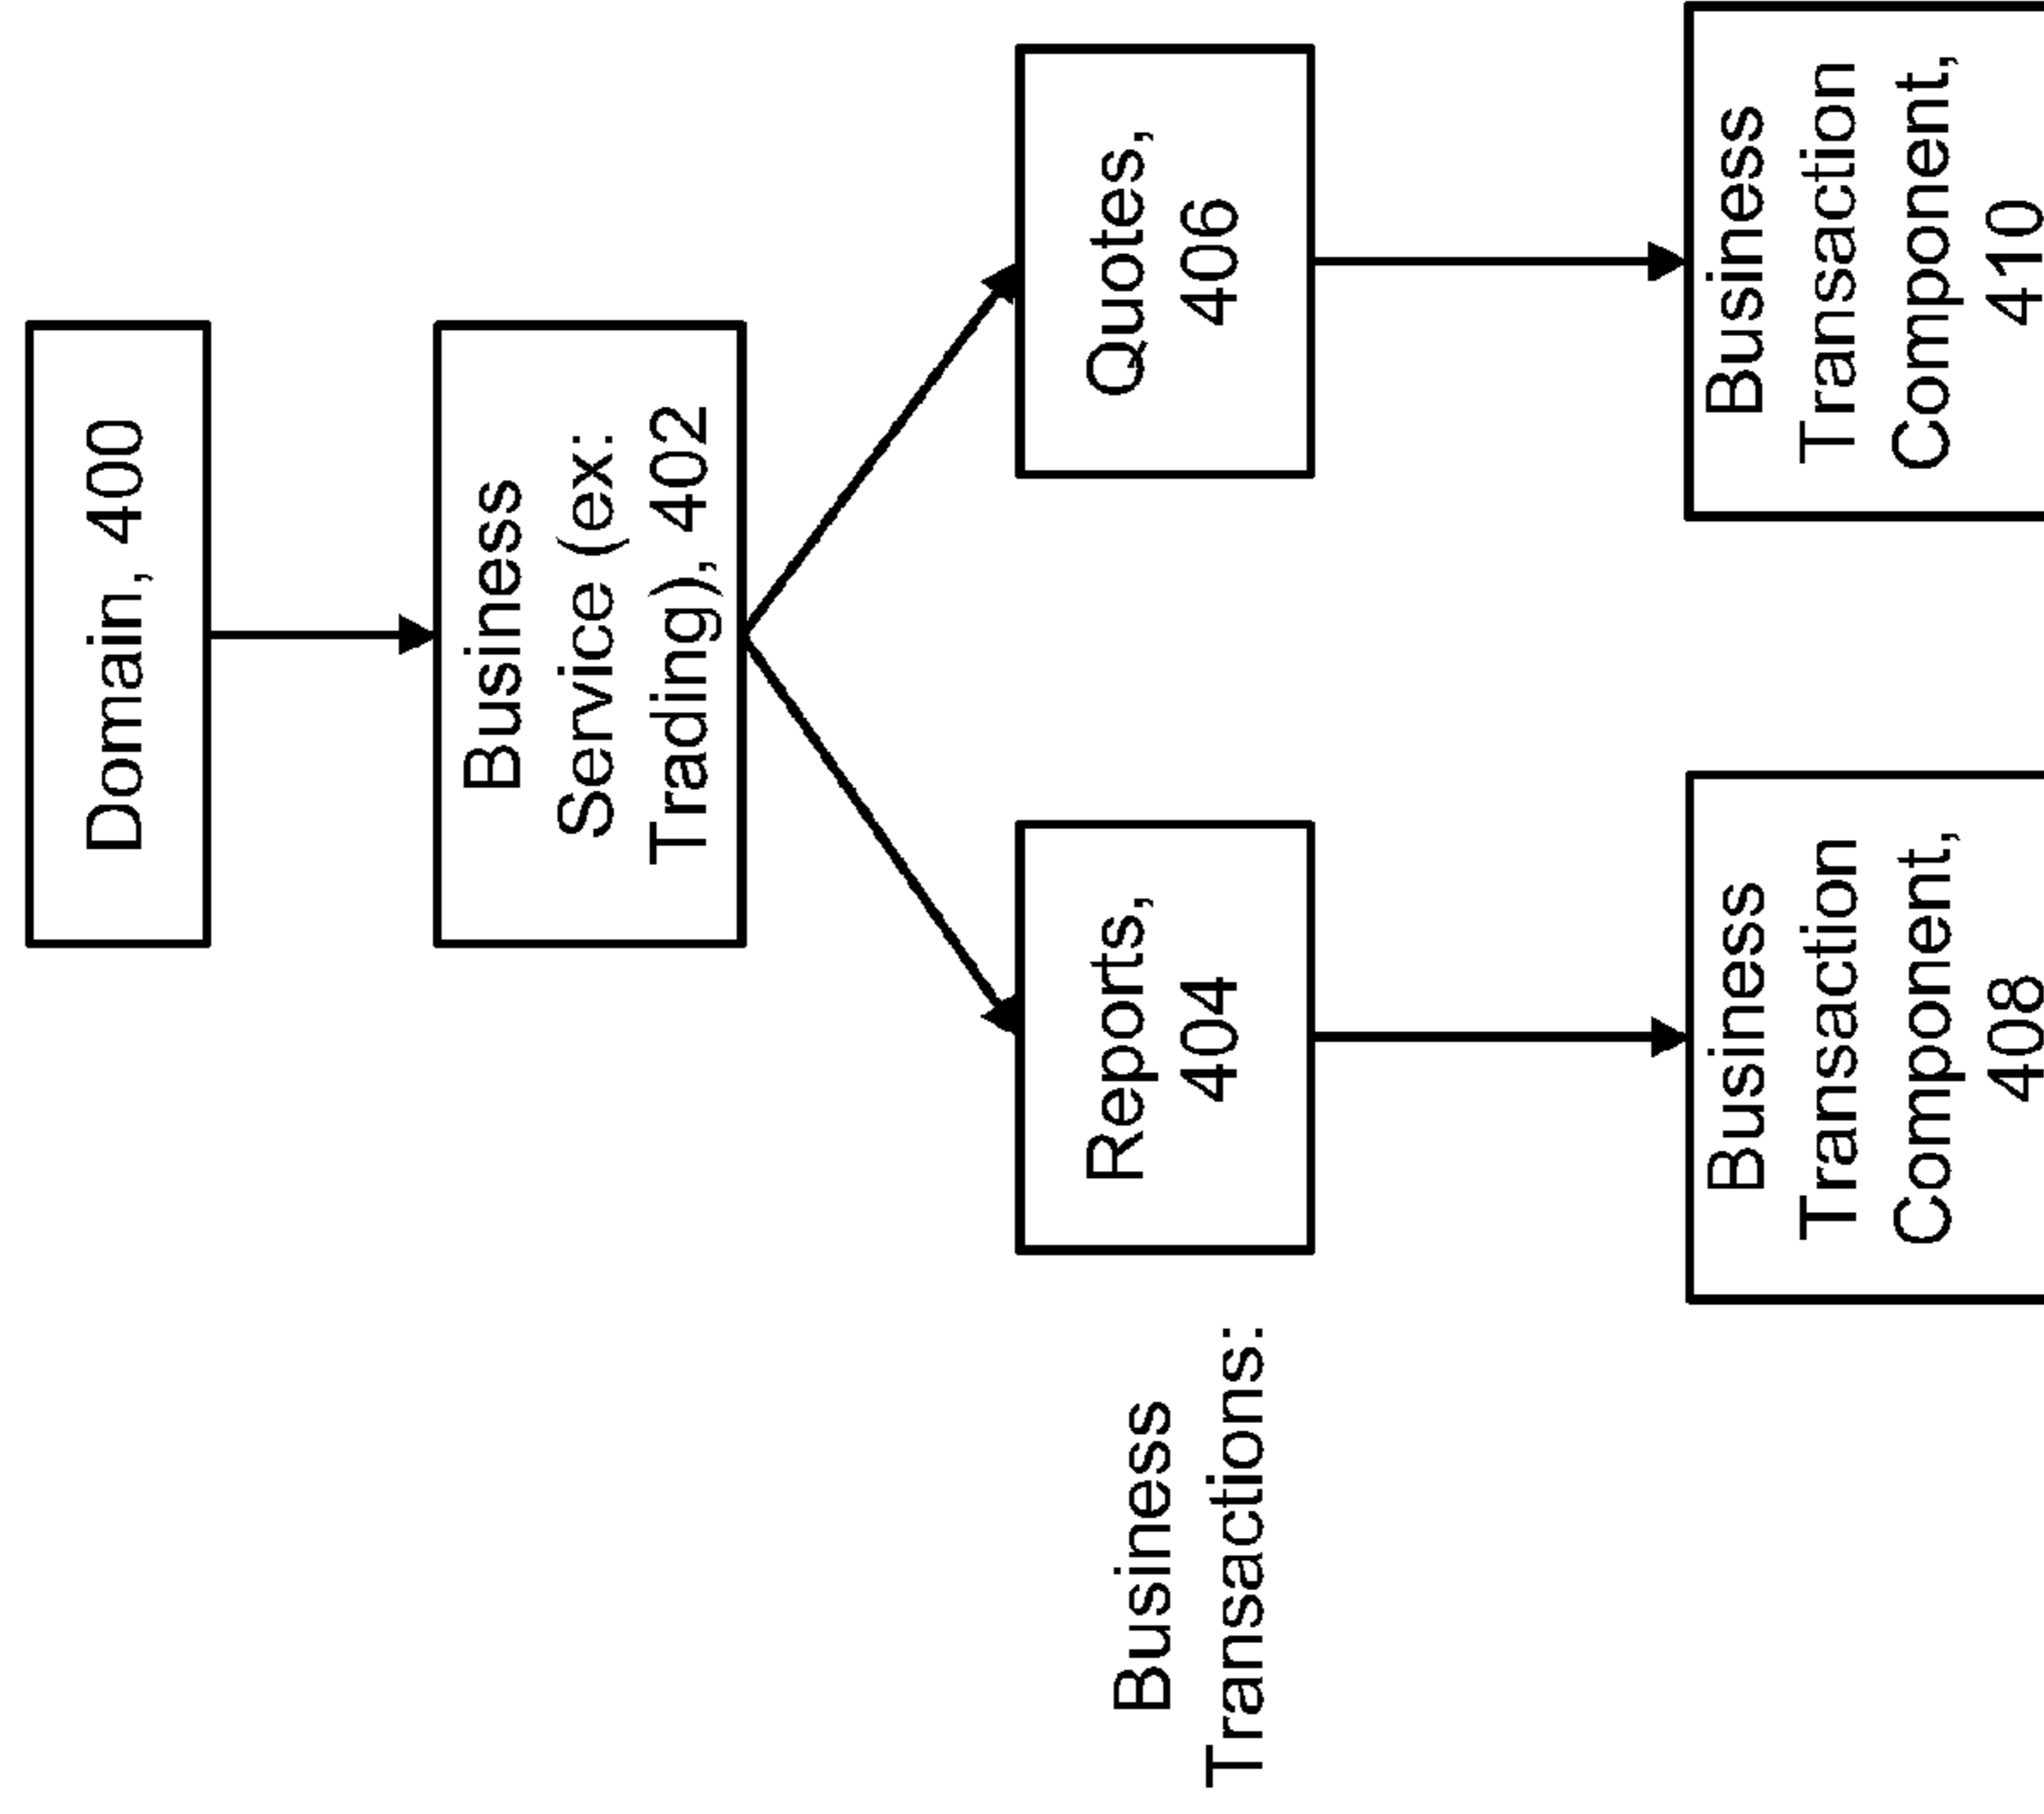 Domain, 400
Business
Service (ex:
Trading), 402
Business
Transactions:
Reports,
404
Quotes,
406
Business
Transaction
Component,
408
Business
Transaction
Component,
410